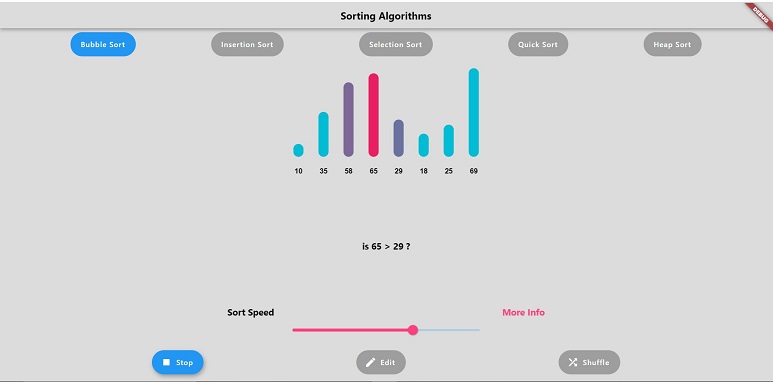 Sorting Algorithms
DEBUG
Bubble Sort
Insertion Sort
Selection Sort
Quick Sort
Heap Sort
10 35 58 65 29 18 25 69
is 65 > 29 ?
Sort Speed
More Info
Stop
Edit
Shuffle